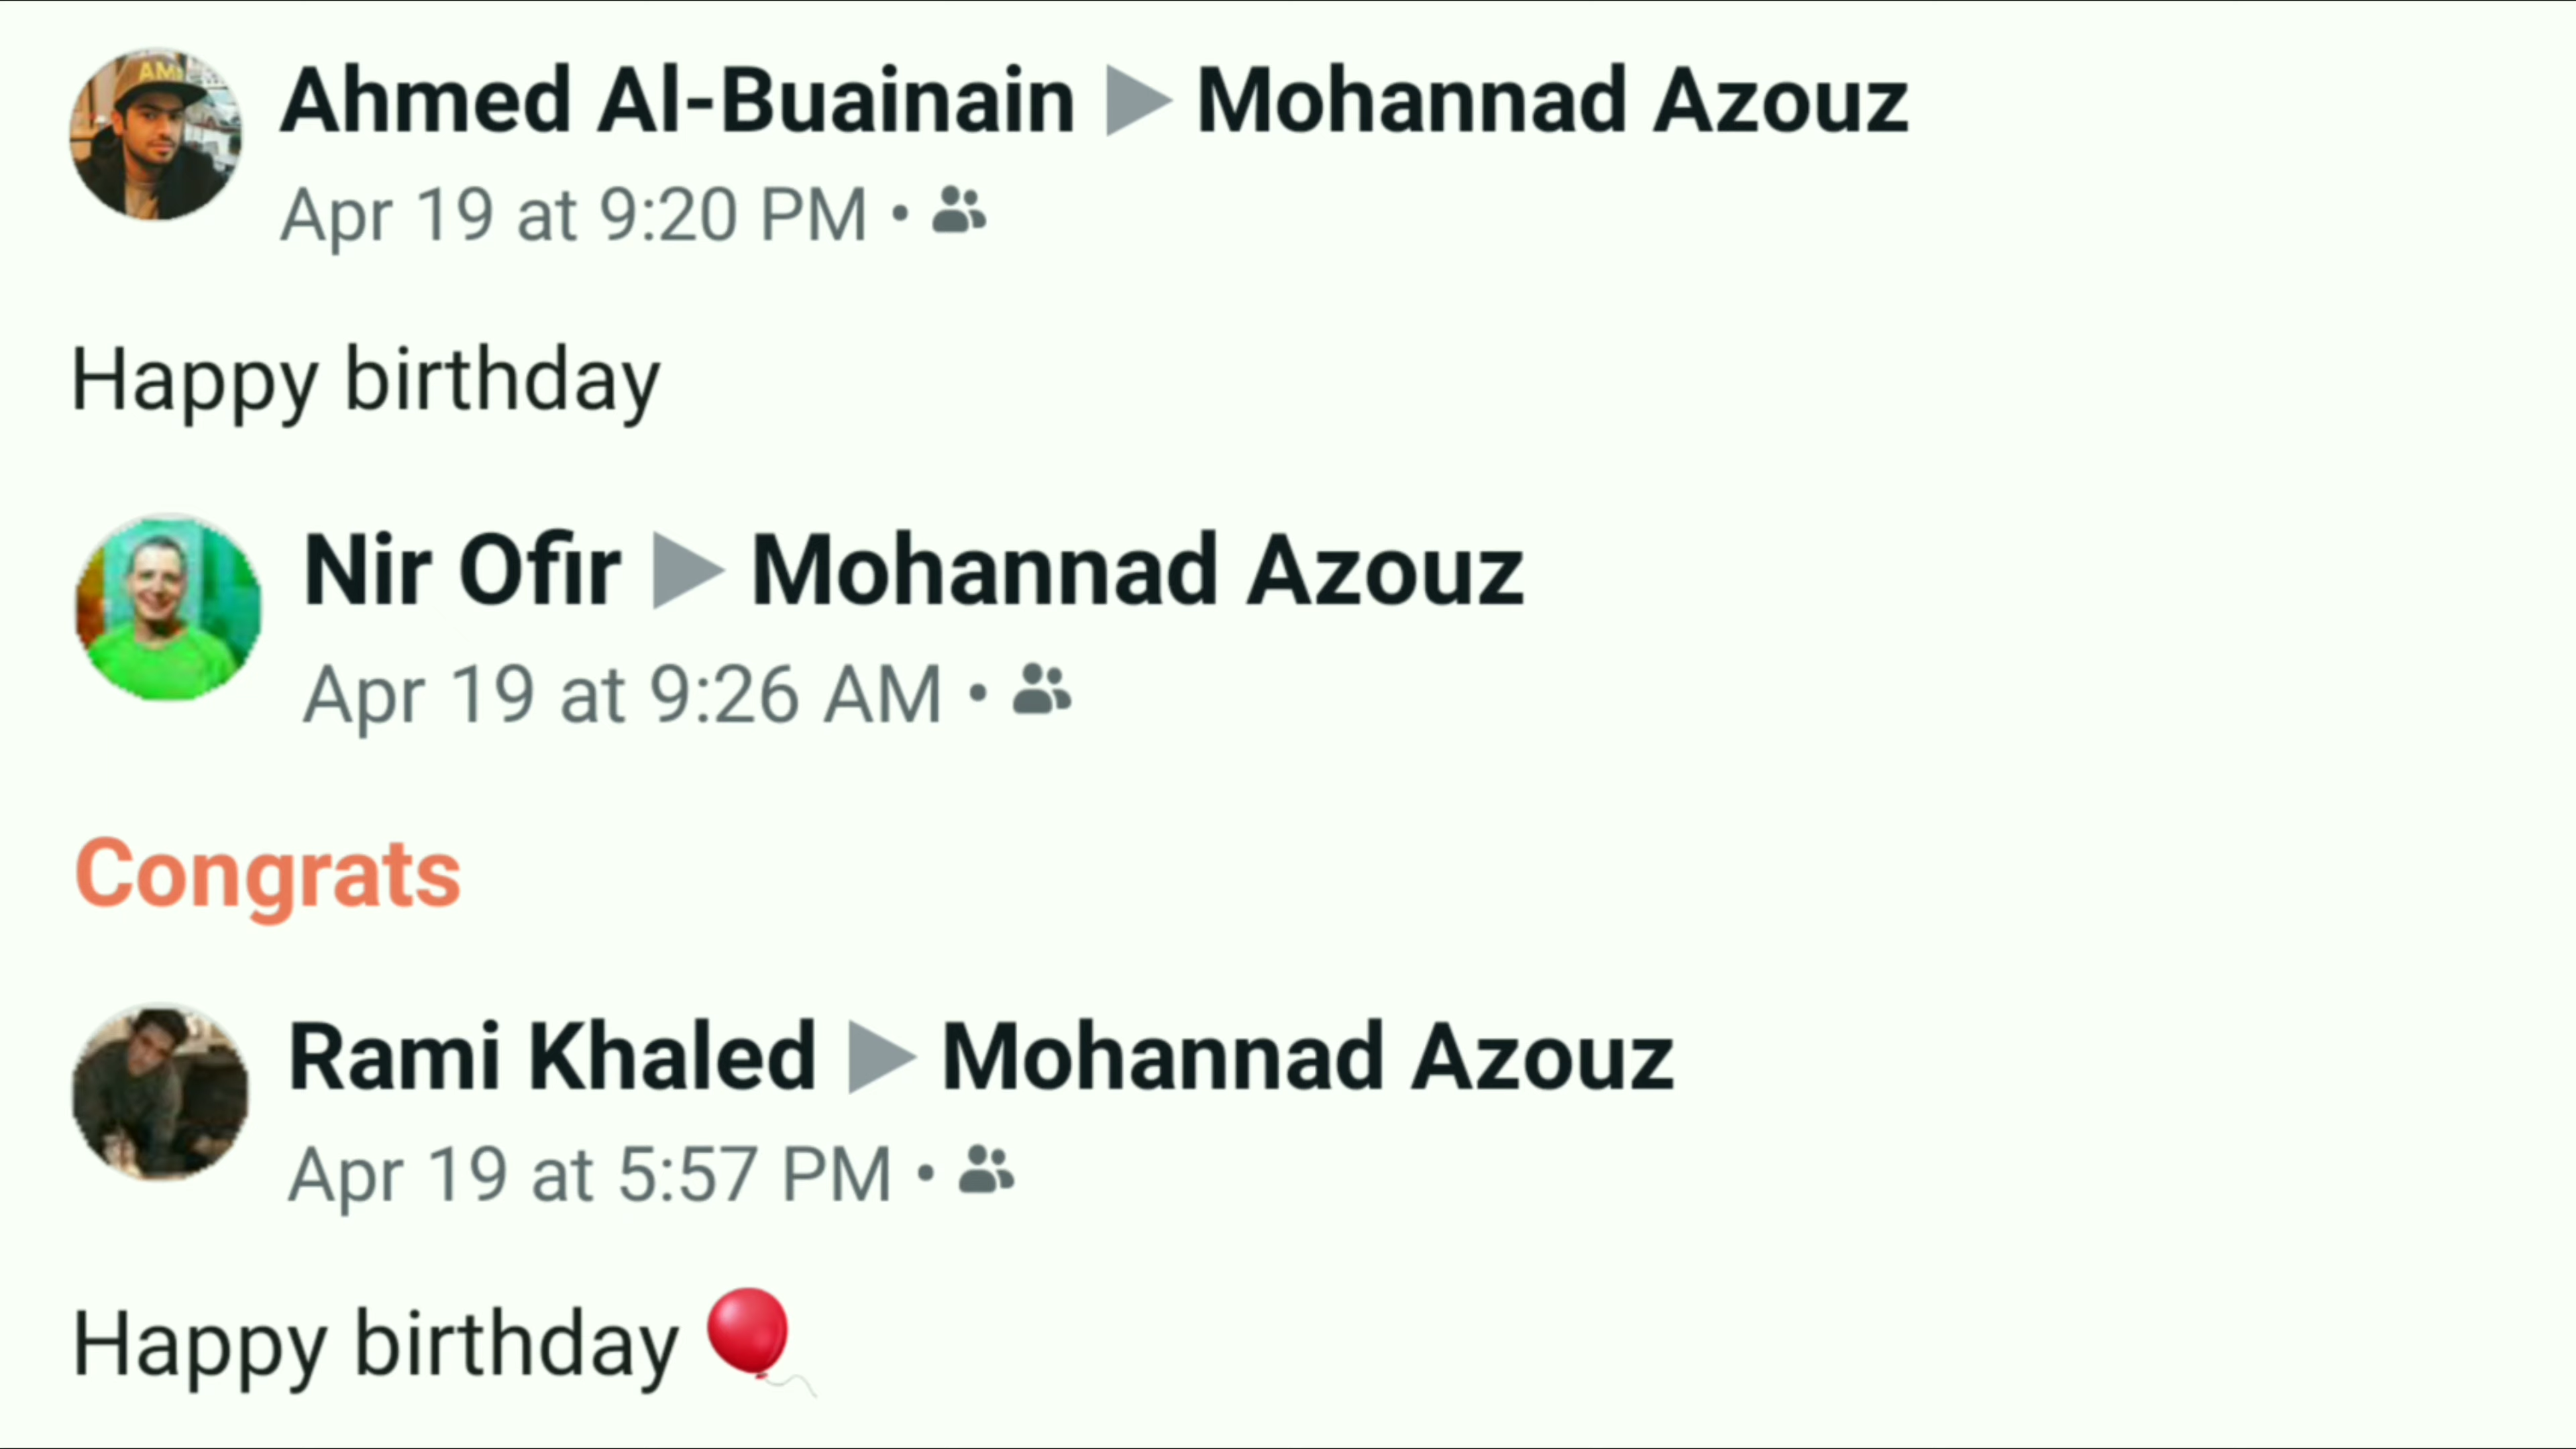 Ahmed Al-Buainain ▶ Mohannad Azouz
Apr 19 at 9:20 PM •
Happy birthday
Nir Ofir ▶ Mohannad Azouz
Apr 19 at 9:26 AM •
Congrats
Rami Khaled ▶ Mohannad Azouz
Apr 19 at 5:57 PM •
Happy birthday 🎈